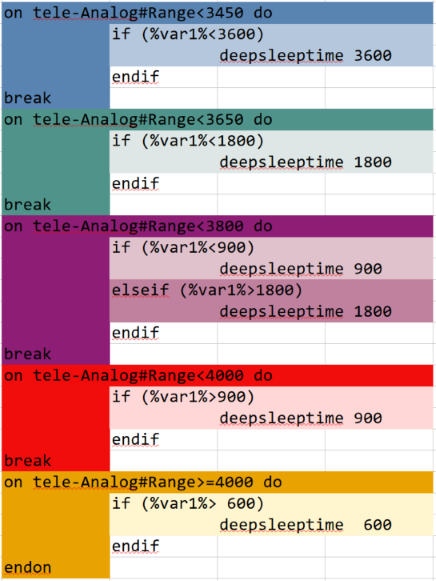 on tele-Analog#Range<3450 do
if (%var1%<3600)
deepsleeptime 3600
endif
break
on tele-Analog#Range<3650 do
if (%var1%<1800)
deepsleeptime 1800
endif
break
on tele-Analog#Range<3800 do
if (%var1%<900)
deepsleeptime 900
elseif (%var1%>1800)
deepsleeptime 1800
endif
break
on tele-Analog#Range<4000 do
if (%var1%>900)
deepsleeptime 900
endif
break
on tele-Analog#Range>=4000 do
if (%var1%> 600)
deepsleeptime 600
endif
endon